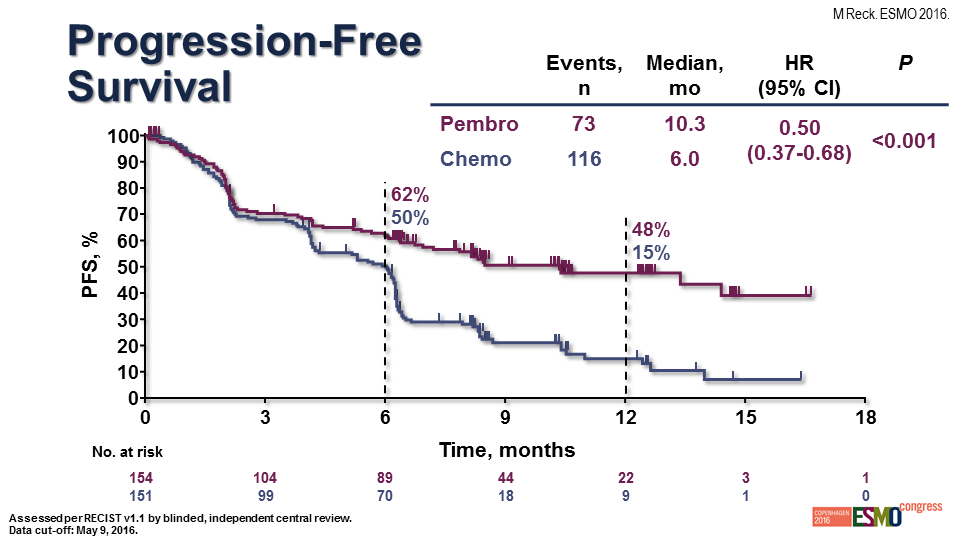 M Reck. ESMO 2016.
Progression-Free
Survival
Events,
n
Median,
mo
HR
(95% CI)
P
Pembro 73 10.3 0.50
(0.37-0.68) <0.001
Chemo 116 6.0
PFS, %
100
90
80
70
60
50
40
30
20
10
0
62%
50%
48%
15%
0 3 6 9 12 15 18
Time, months
No. at risk
154 104 89 44 22 3 1
151 99 70 18 9 1 0
Assessed per RECIST v1.1 by blinded, independent central review.
Data cut-off: May 9, 2016.
COPENHAGEN
2016
ESMO congress